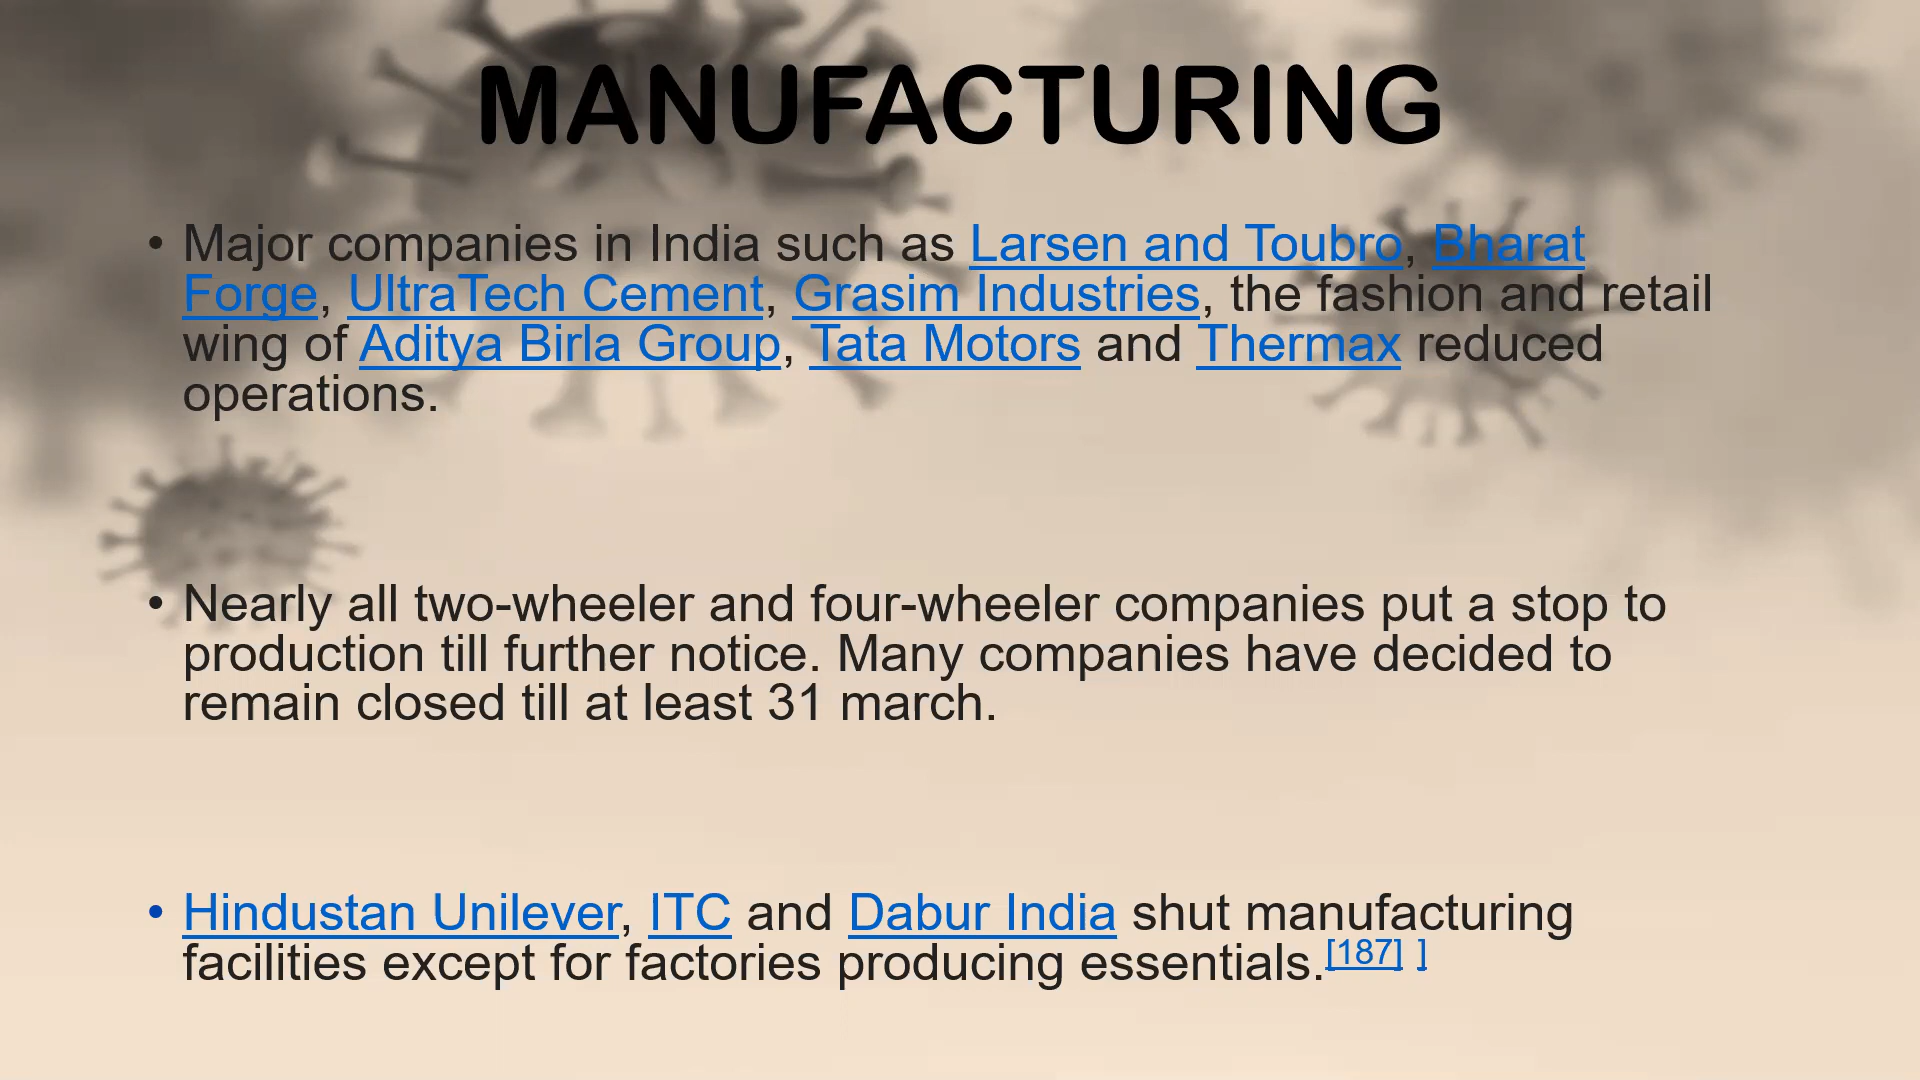 MANUFACTURING
• Major companies in India such as Larsen and Toubro, Bharat
Forge, UltraTech Cement, Grasim Industries, the fashion and retail
wing of Aditya Birla Group, Tata Motors and Thermax reduced
operations.
• Nearly all two-wheeler and four-wheeler companies put a stop to
production till further notice. Many companies have decided to
remain closed till at least 31 march.
• Hindustan Unilever, ITC and Dabur India shut manufacturing
facilities except for factories producing essentials.[187] ]